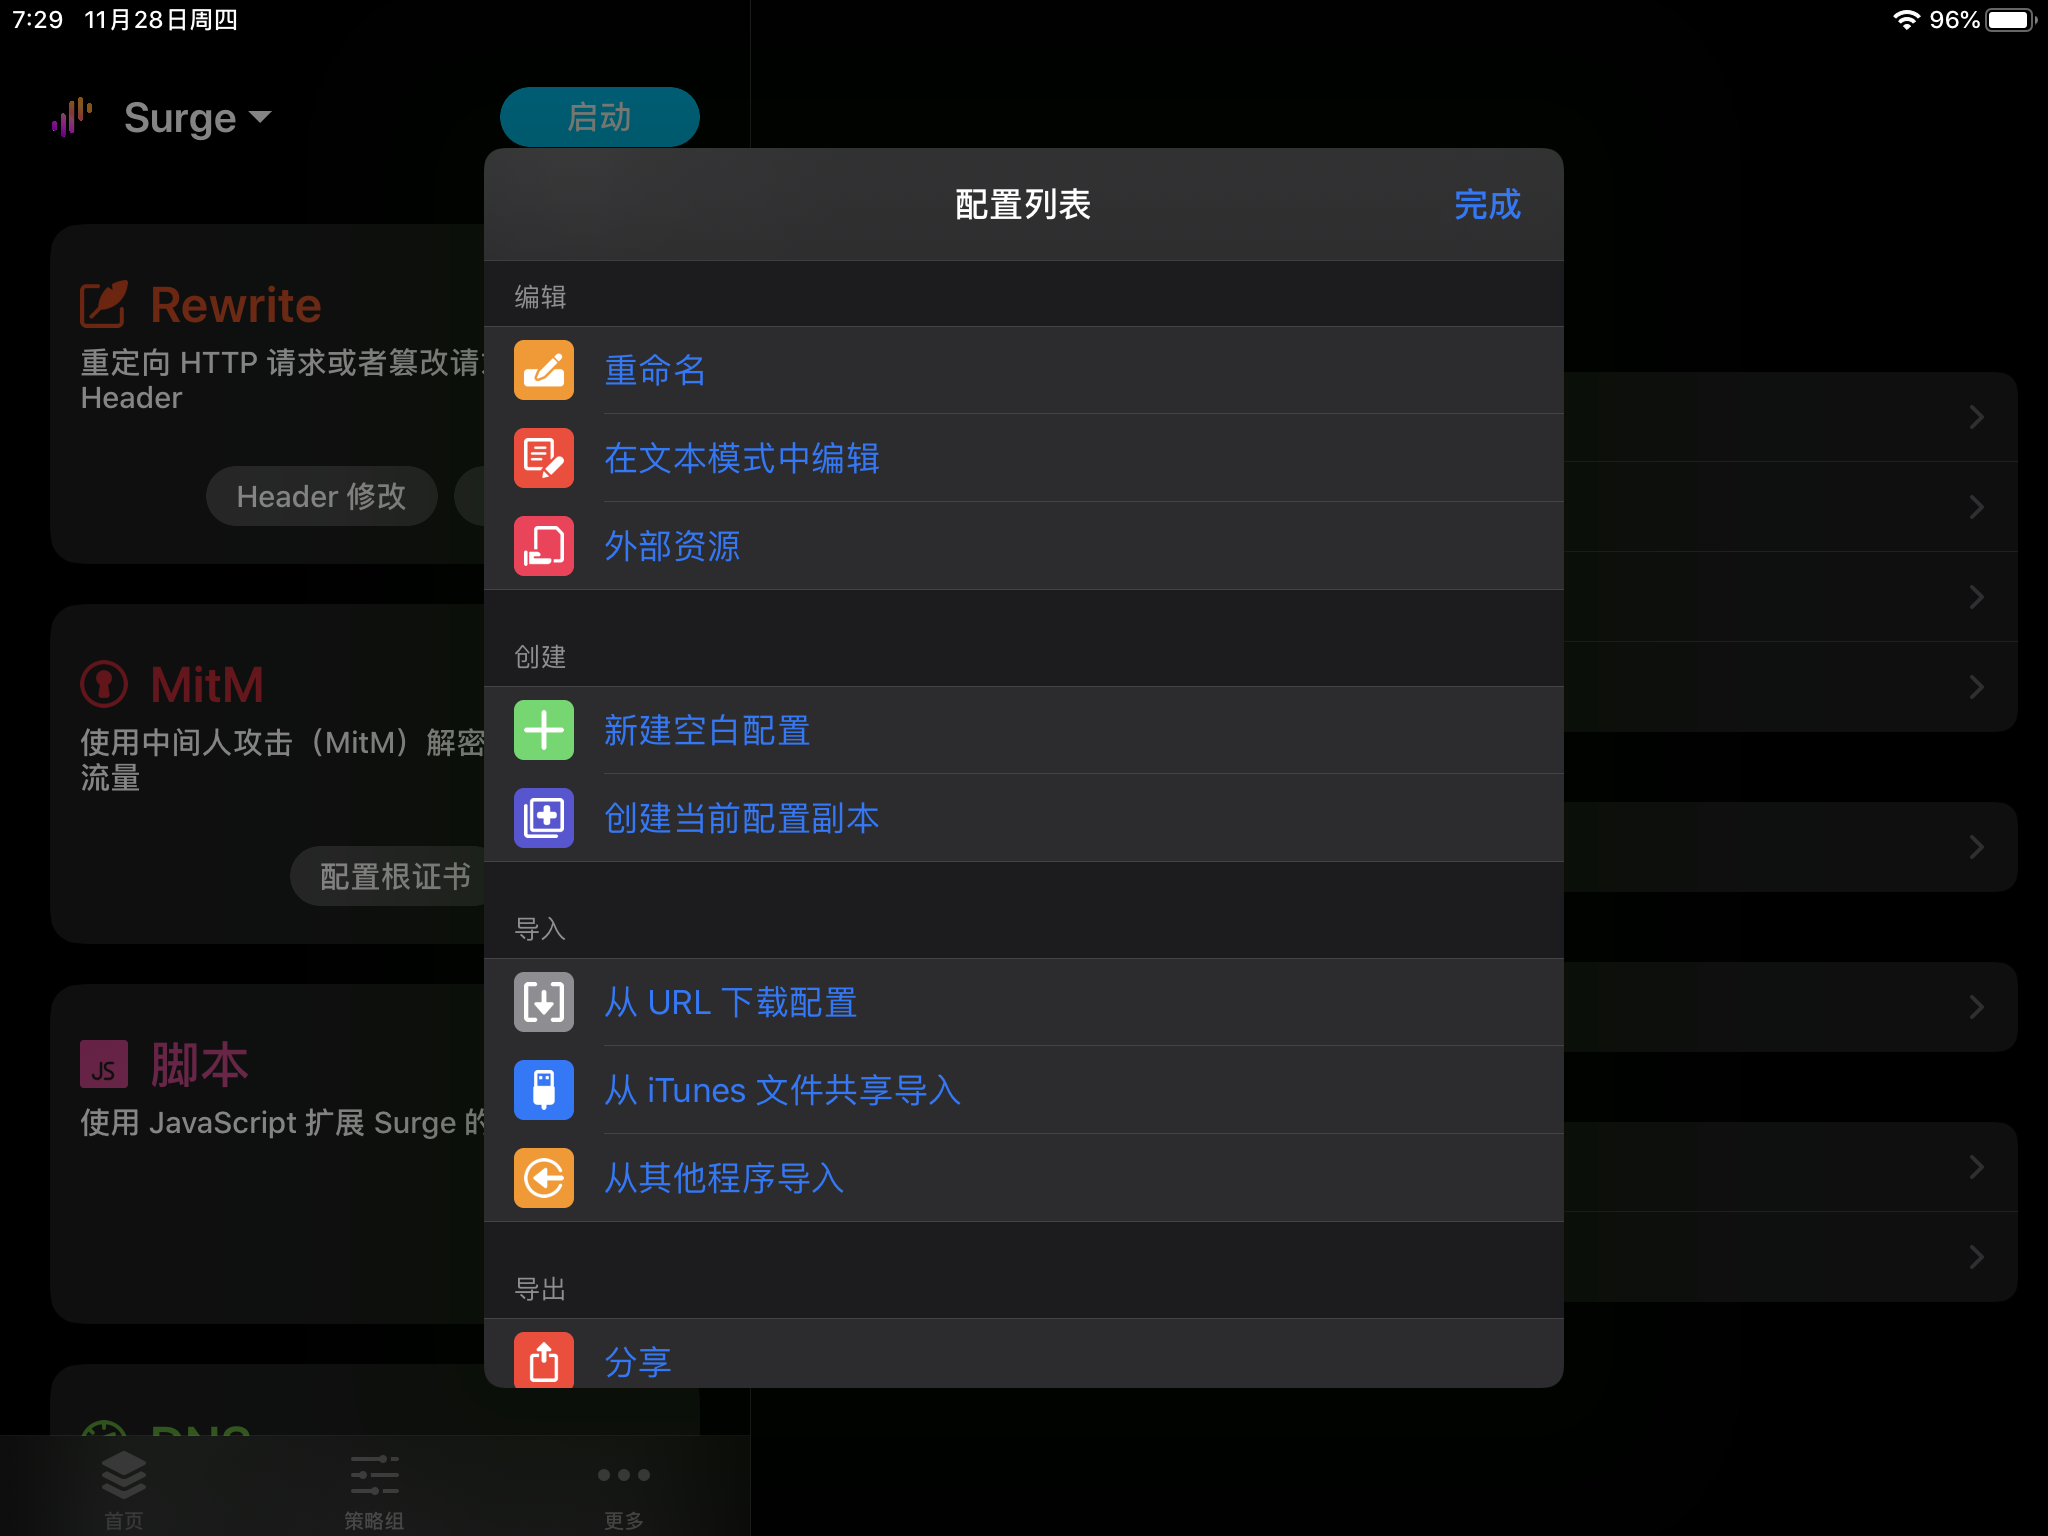 7:29 11月28日周四
96%
Surge
启动
Rewrite
重定向 HTTP 请求或者篡改请
Header
Header 修改
MitM
使用中间人攻击（MitM）解密
流量
配置根证书
JS
脚本
使用 JavaScript 扩展 Surge 的
DNS
首页
策略组
更多
配置列表
完成
编辑
重命名
在文本模式中编辑
外部资源
创建
新建空白配置
创建当前配置副本
导入
从 URL 下载配置
从 iTunes 文件共享导入
从其他程序导入
导出
分享